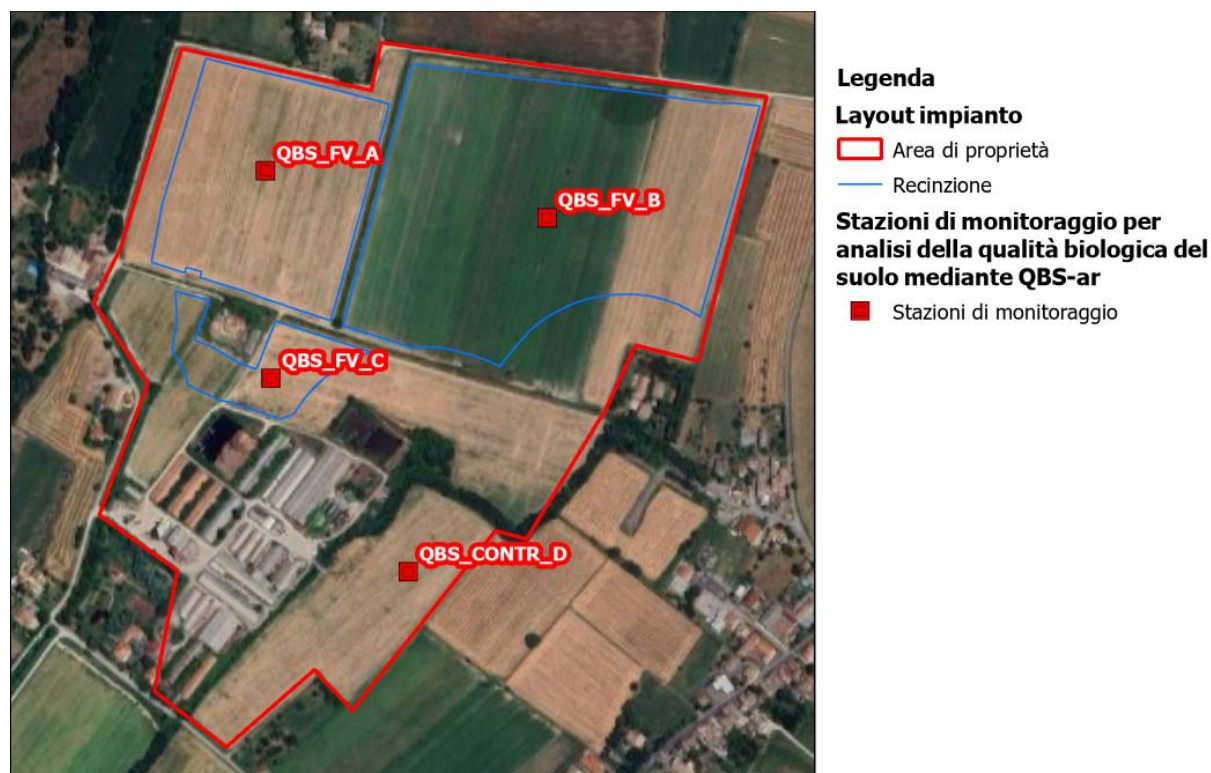 QBS_FV_A
QBS_FV_B
QBS_FV_C
QBS_CONTR_D
Legenda
Layout impianto
Area di proprietà
Recinzione
Stazioni di monitoraggio per
analisi della qualità biologica del
suolo mediante QBS-ar
Stazioni di monitoraggio